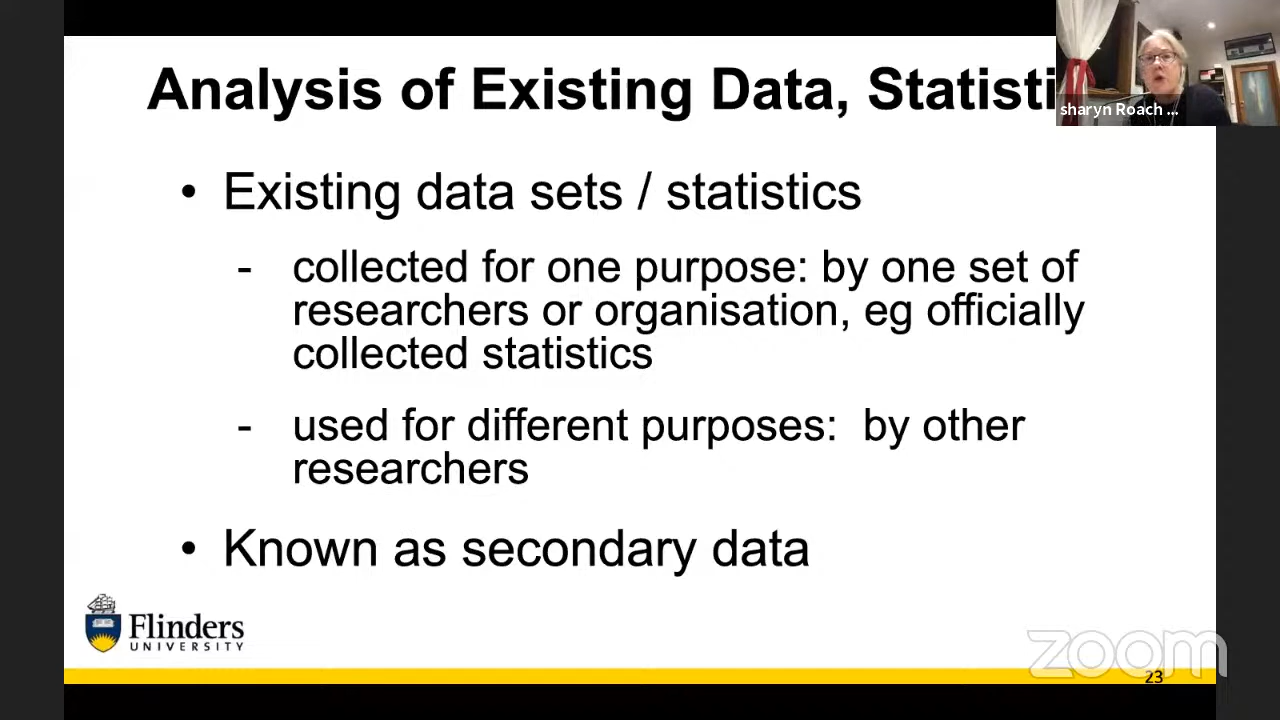 Analysis of Existing Data, Statisti
sharyn Roach ...
• Existing data sets / statistics
- collected for one purpose: by one set of
researchers or organisation, eg officially
collected statistics
- used for different purposes: by other
researchers
• Known as secondary data
Flinders
UNIVERSITY
zoom
23